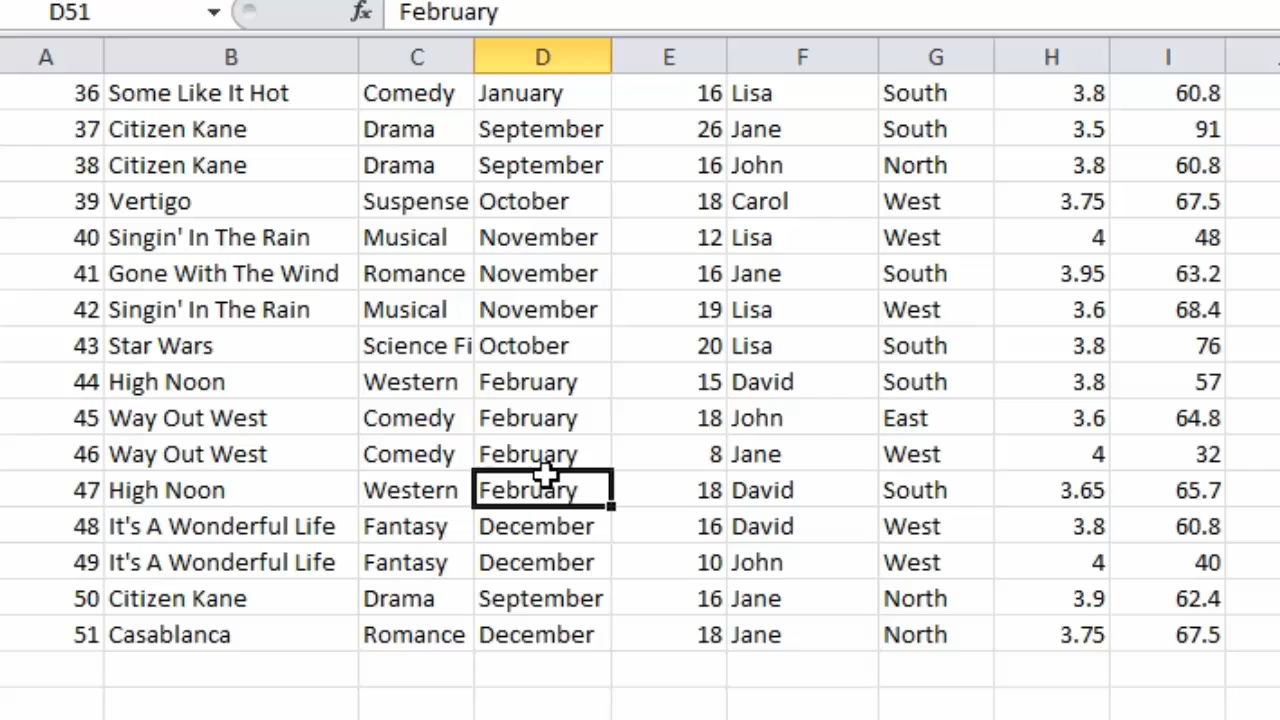 D51 fx February
A B C D E F G H I
36 Some Like It Hot Comedy January 16 Lisa South 3.8 60.8
37 Citizen Kane Drama September 26 Jane South 3.5 91
38 Citizen Kane Drama September 16 John North 3.8 60.8
39 Vertigo Suspense October 18 Carol West 3.75 67.5
40 Singin' In The Rain Musical November 12 Lisa West 4 48
41 Gone With The Wind Romance November 16 Jane South 3.95 63.2
42 Singin' In The Rain Musical November 19 Lisa West 3.6 68.4
43 Star Wars Science Fi October 20 Lisa South 3.8 76
44 High Noon Western February 15 David South 3.8 57
45 Way Out West Comedy February 18 John East 3.6 64.8
46 Way Out West Comedy February 8 Jane West 4 32
47 High Noon Western February 18 David South 3.65 65.7
48 It's A Wonderful Life Fantasy December 16 David West 3.8 60.8
49 It's A Wonderful Life Fantasy December 10 John West 4 40
50 Citizen Kane Drama September 16 Jane North 3.9 62.4
51 Casablanca Romance December 18 Jane North 3.75 67.5